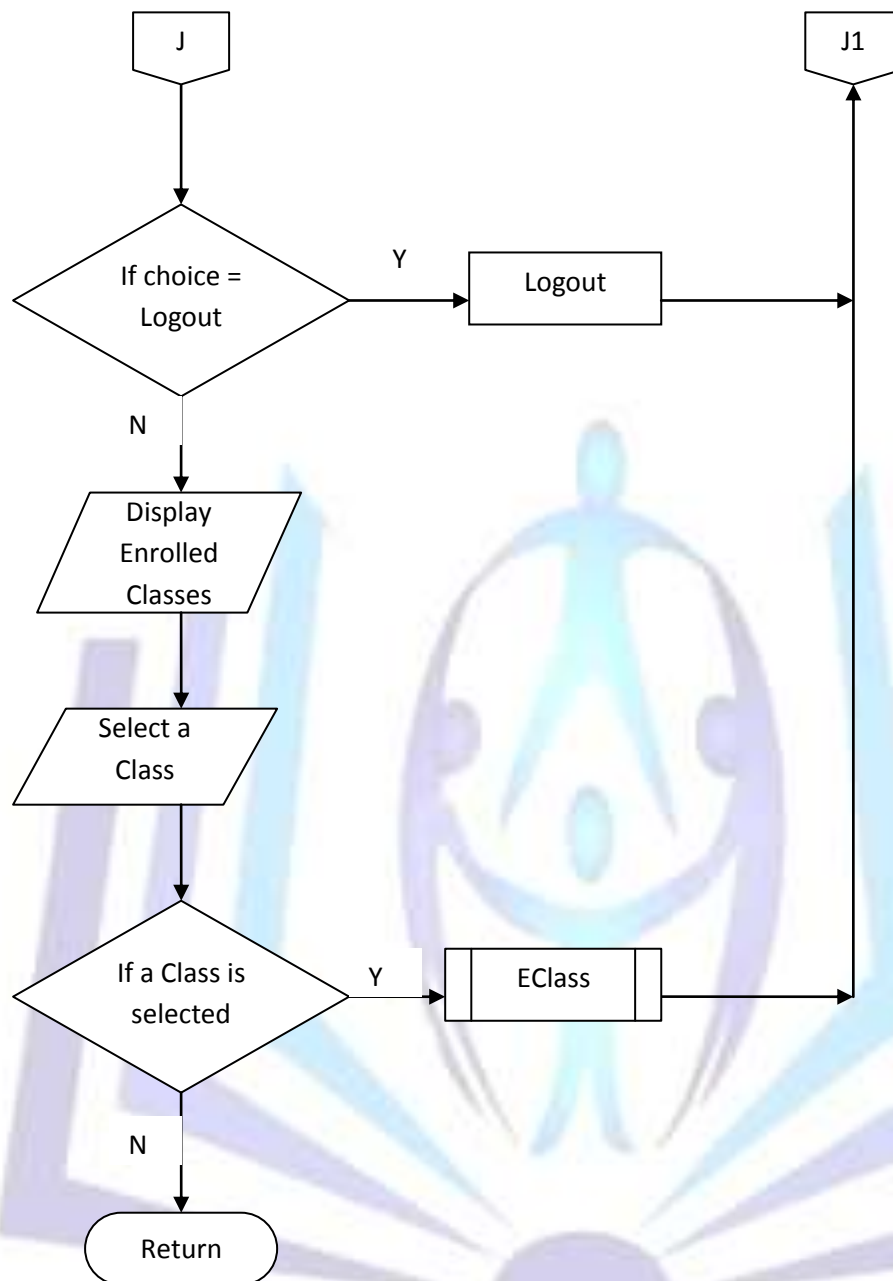 J
J1
If choice =
Logout
Y
Logout
N
Display
Enrolled
Classes
Select a
Class
If a Class is
selected
Y
EClass
N
Return